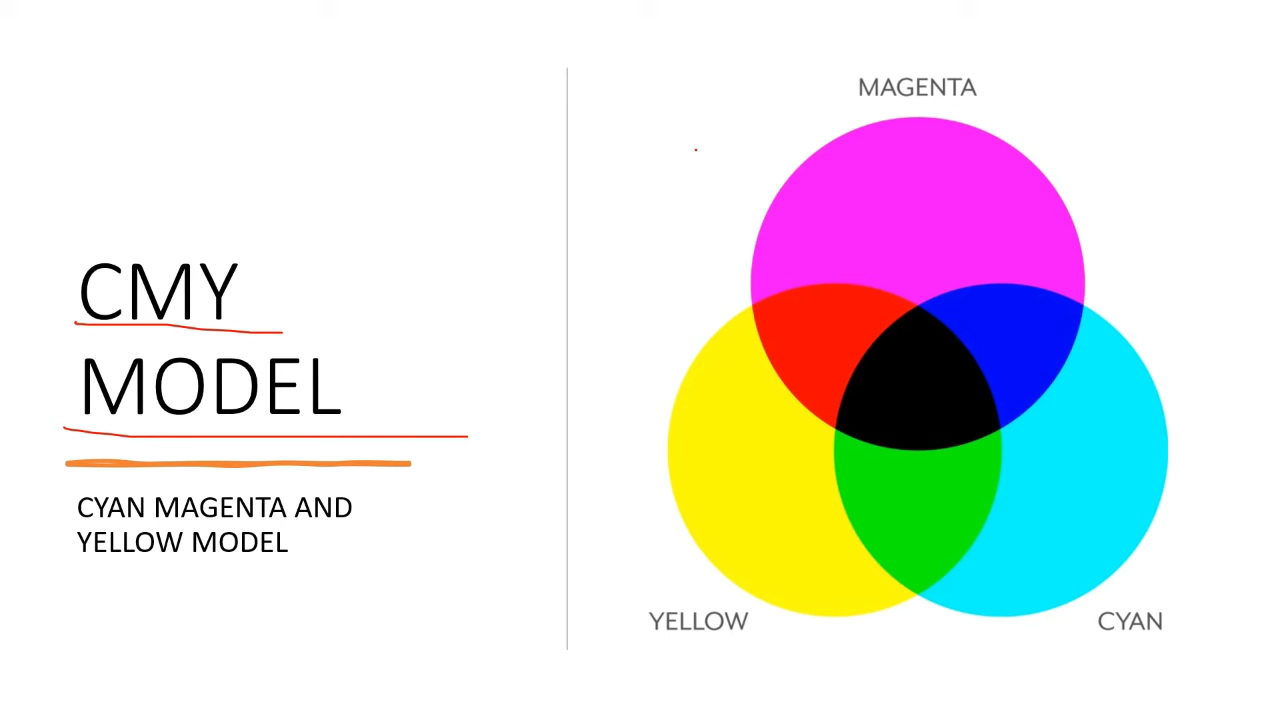 CMY
MODEL
CYAN MAGENTA AND
YELLOW MODEL
MAGENTA
YELLOW
CYAN